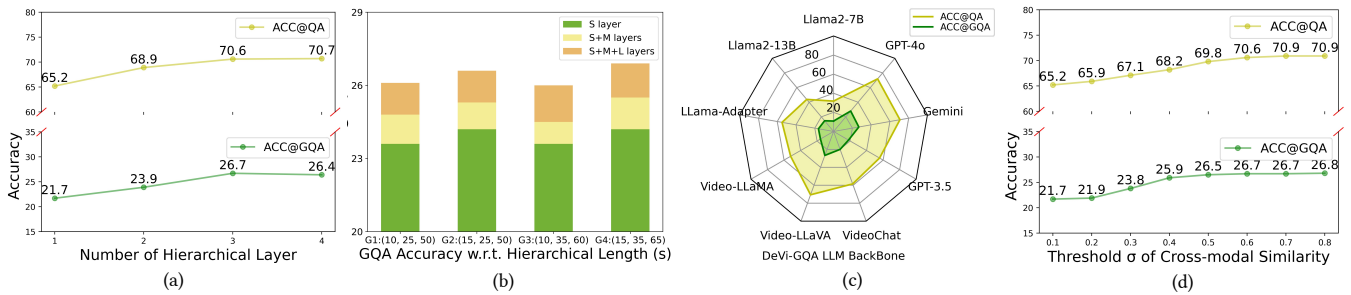 80
75
70
65
60
65.2
68.9
70.6
70.7
ACC@QA
35
30
25
20
15
21.7
23.9
26.7
26.4
ACC@GQA
Accuracy
1 2 3 4
Number of Hierarchical Layer
(a)
29
26
23
20
S layer
S+M layers
S+M+L layers
G1:(10, 25, 50) G2:(15, 25, 50) G3:(10, 35, 60) G4:(15, 35, 65)
GQA Accuracy w.r.t. Hierarchical Length (s)
(b)
ACC@QA
ACC@GQA
Llama2-7B
Llama2-13B
GPT-4o
LLama-Adapter
Gemini
Video-LLaMA
GPT-3.5
Video-LLaVA
VideoChat
80
60
40
20
DeVi-GQA LLM BackBone
(c)
80
75
70
65
60
65.2
65.9
67.1
68.2
69.8
70.6
70.9
70.9
ACC@QA
35
30
25
20
15
21.7
21.9
23.8
25.9
26.5
26.7
26.7
26.8
ACC@GQA
Accuracy
0.1 0.2 0.3 0.4 0.5 0.6 0.7 0.8
Threshold σ of Cross-modal Similarity
(d)